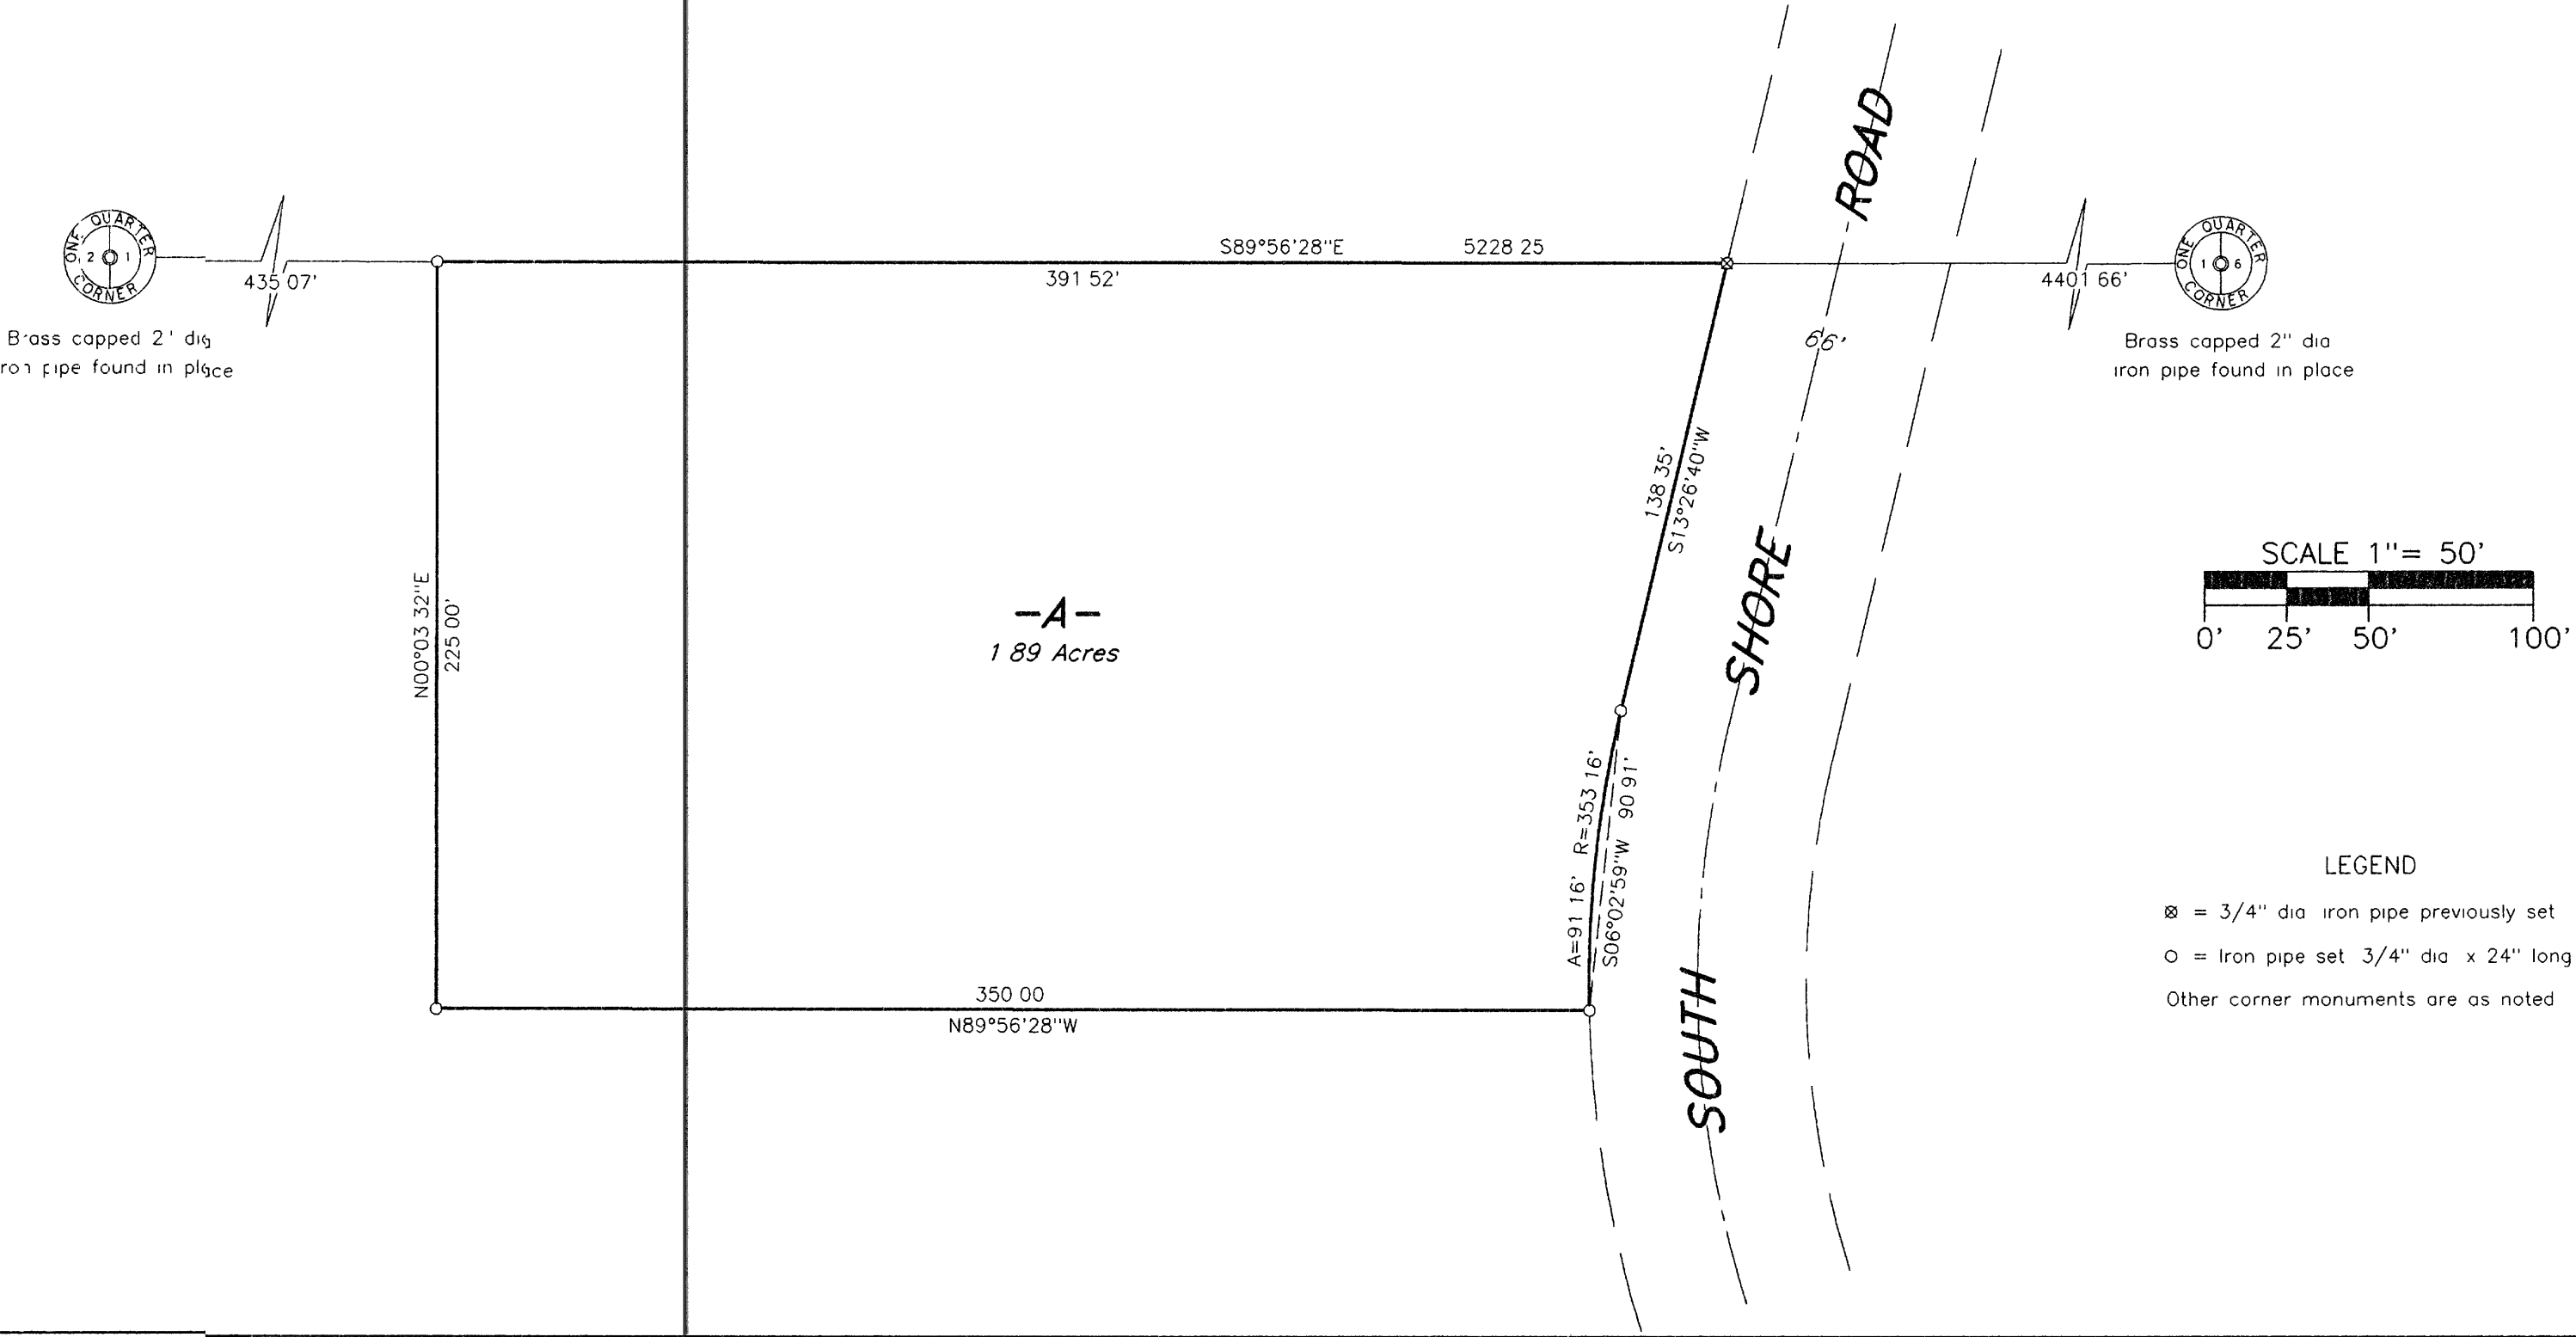 ROAD
ONE QUARTER
2 1
CORNER
435 07'
S89°56'28"E 5228 25
391 52'
4401 66'
ONE QUARTER
1 6
CORNER
Brass capped 2' dia
iron pipe found in place
66'
Brass capped 2" dia
iron pipe found in place
138 35'
S13°26'40"W
SHORE
SCALE 1"= 50'
0' 25' 50' 100'
N00°03 32"E
225 00'
-A-
1 89 Acres
A=91 16' R=353 16'
S06°02'59"W 90 91'
LEGEND
⊗ = 3/4" dia iron pipe previously set
O = Iron pipe set 3/4" dia x 24" long
Other corner monuments are as noted
350 00
N89°56'28"W
SOUTH